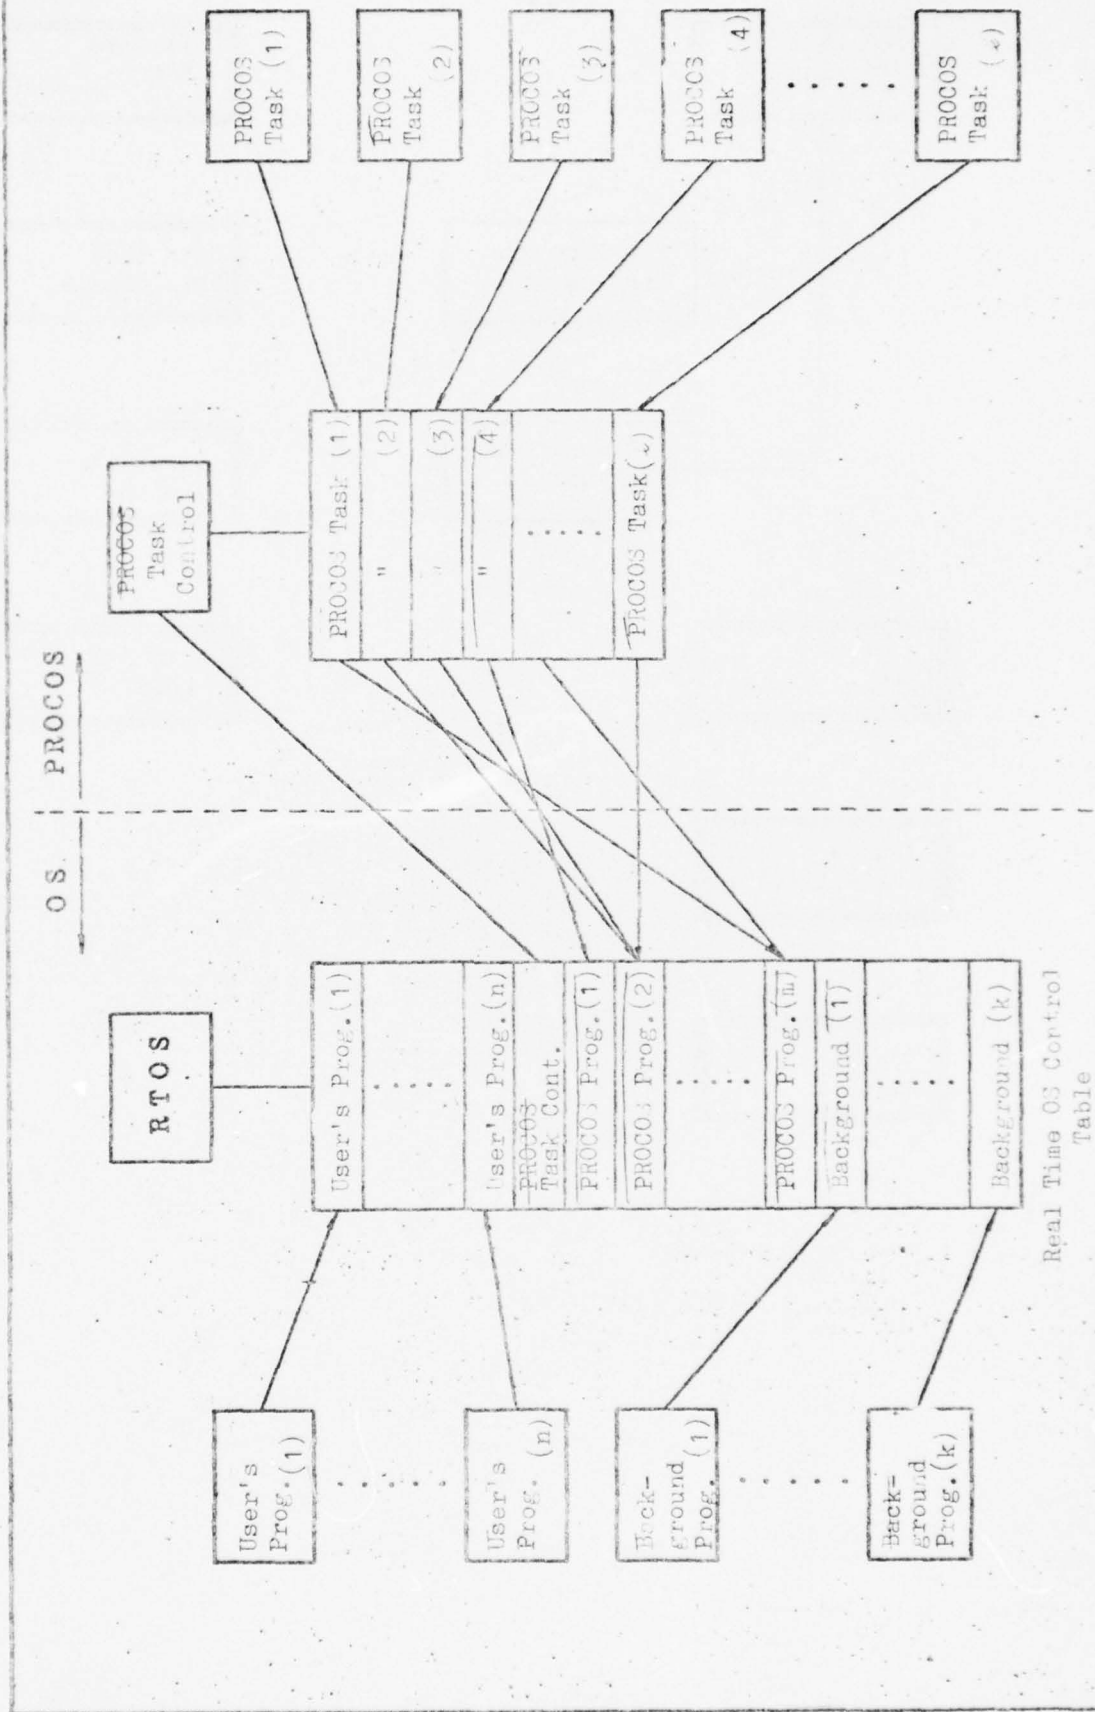 OS
PROCOS
RTOS
PROCOS
Task
Control
User's
Prog.(1)
User's
Prog. (n)
Back-
ground
Prog. (1)
Back-
ground
Prog.(k)
User's Prog.(1)
User's Prog.(n)
PROCOS
Task Cont.
PROCOS Prog.(1)
PROCOS Prog.(2)
PROCOS Prog.(m)
Background (1)
Background (k)
Real Time OS Control
Table
PROCOS Task (1)
" (2)
" (3)
" (4)
PROCOS Task
PROCOS
Task (1)
PROCOS
Task (2)
PROCOS
Task (3)
PROCOS
Task (4)
PROCOS
Task